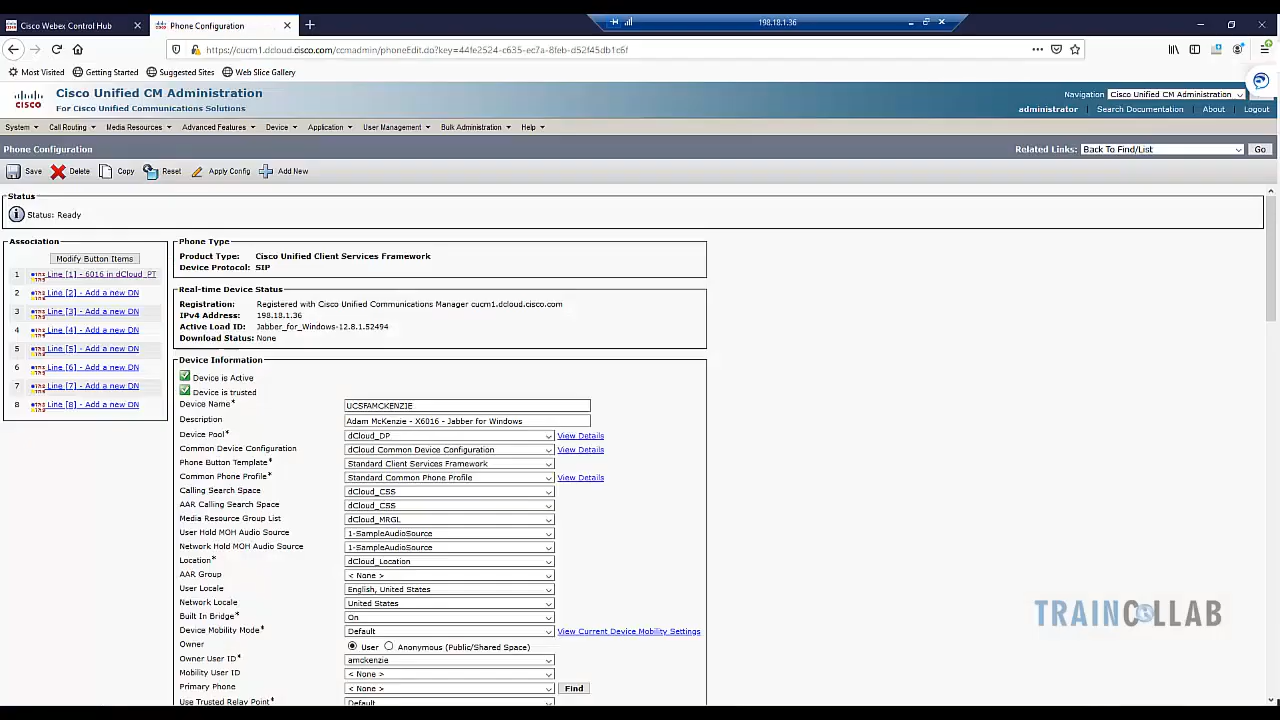 Cisco Webex Control Hub
Phone Configuration
198.18.1.36
https://cucm1.dcloud.cisco.com/ccmadmin/phoneEdit.do?key=44fe2524-c635-ec7a-8feb-d52f45db1c6f
Most Visited Getting Started Suggested Sites Web Slice Gallery
CISCO
Cisco Unified CM Administration
For Cisco Unified Communications Solutions
Navigation Cisco Unified CM Administration
administrator Search Documentation About Logout
System Call Routing Media Resources Advanced Features Device Application User Management Bulk Administration Help
Phone Configuration
Related Links: Back To Find/List Go
Save Delete Copy Reset Apply Config Add New
Status
Status: Ready
Association
Modify Button Items
1 Line [1] - 6016 in dCloud_PT
2 Line [2] - Add a new DN
3 Line [3] - Add a new DN
4 Line [4] - Add a new DN
5 Line [5] - Add a new DN
6 Line [6] - Add a new DN
7 Line [7] - Add a new DN
8 Line [8] - Add a new DN
Phone Type
Product Type: Cisco Unified Client Services Framework
Device Protocol: SIP
Real-time Device Status
Registration: Registered with Cisco Unified Communications Manager cucm1.dcloud.cisco.com
IPv4 Address: 198.18.1.36
Active Load ID: Jabber_for_Windows-12.8.1.52494
Download Status: None
Device Information
Device is Active
Device is trusted
Device Name* UCSFAMCKENZIE
Description Adam McKenzie - X6016 - Jabber for Windows
Device Pool* dCloud_DP View Details
Common Device Configuration dCloud Common Device Configuration View Details
Phone Button Template* Standard Client Services Framework
Common Phone Profile* Standard Common Phone Profile View Details
Calling Search Space dCloud_CSS
AAR Calling Search Space dCloud_CSS
Media Resource Group List dCloud_MRGL
User Hold MOH Audio Source 1-SampleAudioSource
Network Hold MOH Audio Source 1-SampleAudioSource
Location* dCloud_Location
AAR Group < None >
User Locale English, United States
Network Locale United States
Built In Bridge* On
Device Mobility Mode* Default View Current Device Mobility Settings
Owner User Anonymous (Public/Shared Space)
Owner User ID* amckenzie
Mobility User ID < None >
Primary Phone < None > Find
Use Trusted Relay Point* Default
TRAINCOLLAB